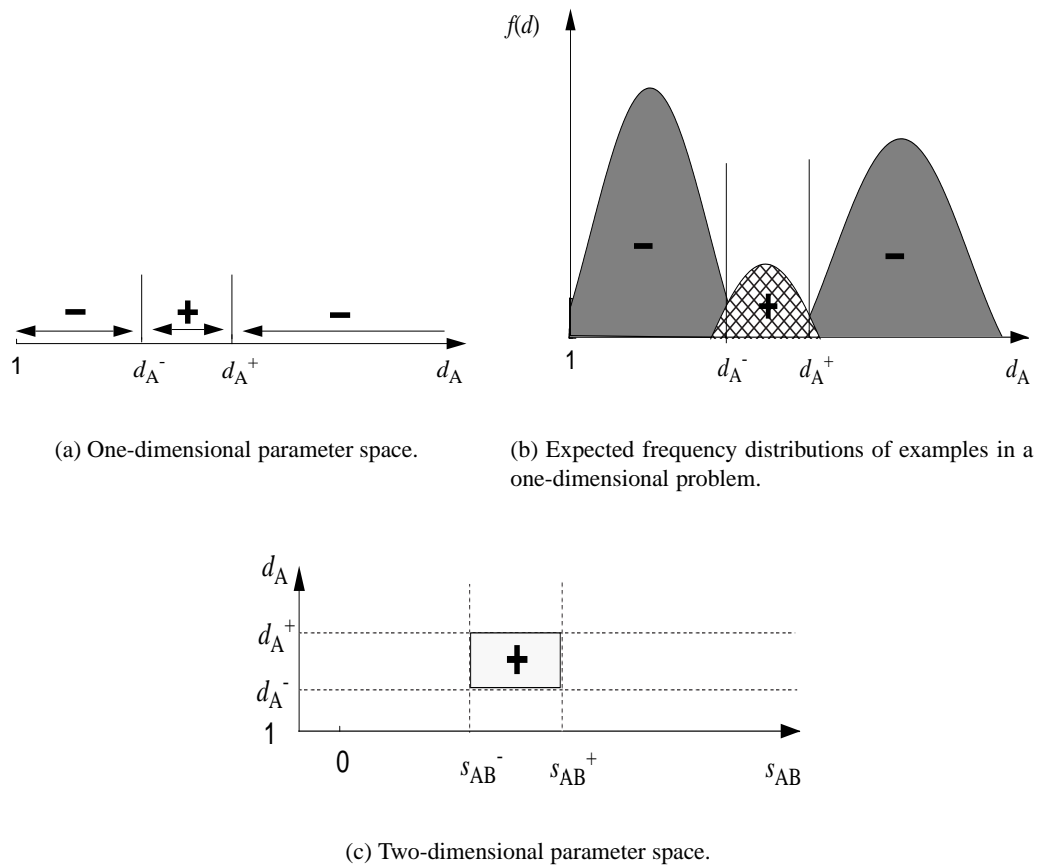 − + −
1 d_A^- d_A^+ d_A
(a) One-dimensional parameter space.
f(d)
− + −
1 d_A^- d_A^+ d_A
(b) Expected frequency distributions of examples in a
one-dimensional problem.
d_A
d_A^+
+
d_A^-
1
0 s_AB^- s_AB^+ s_AB
(c) Two-dimensional parameter space.